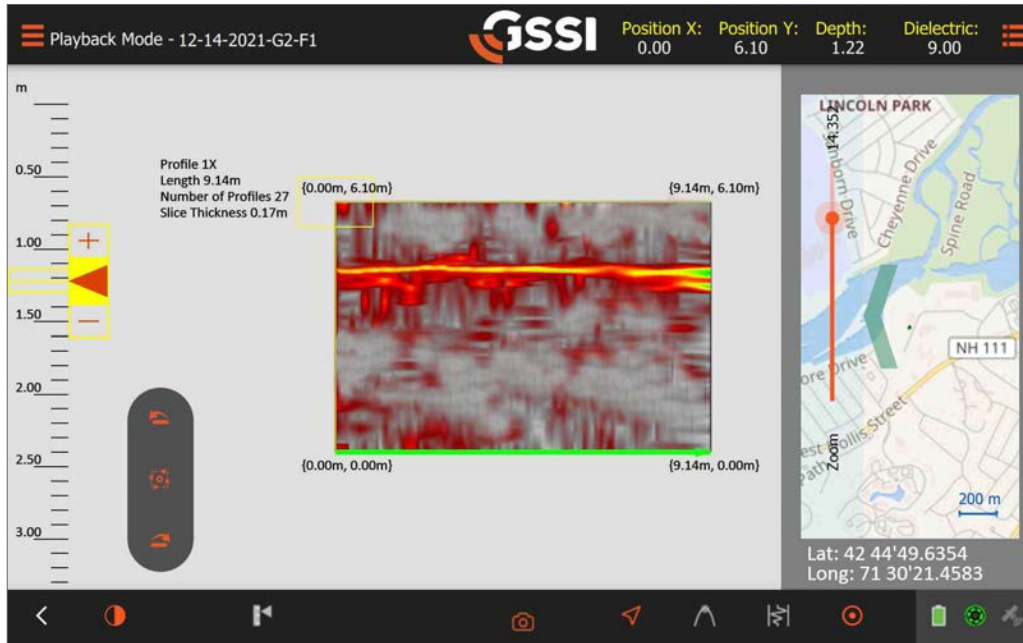 Playback Mode - 12-14-2021-G2-F1
GSSI
Position X: Position Y: Depth: Dielectric:
0.00 6.10 1.22 9.00
m
0.50
1.00
1.50
2.00
2.50
3.00
Profile 1X
Length 9.14m
Number of Profiles 27
Slice Thickness 0.17m
{0.00m, 6.10m}
{9.14m, 6.10m}
{0.00m, 0.00m}
{9.14m, 0.00m}
LINCOLN PARK
14.352
Cheyenne Drive
Spine Road
NH 111
Zoom
200 m
Lat: 42 44'49.6354
Long: 71 30'21.4583